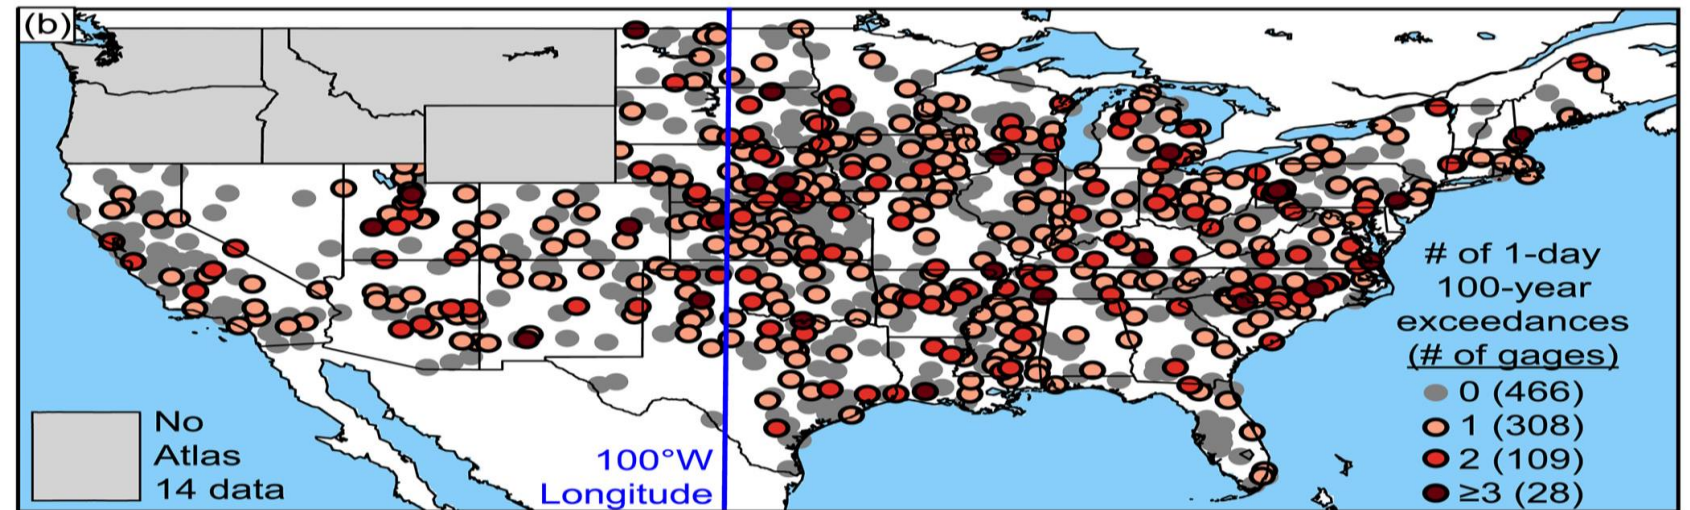 (b)
No
Atlas
14 data
100°W
Longitude
# of 1-day
100-year
exceedances
(# of gages)
0 (466)
1 (308)
2 (109)
≥3 (28)